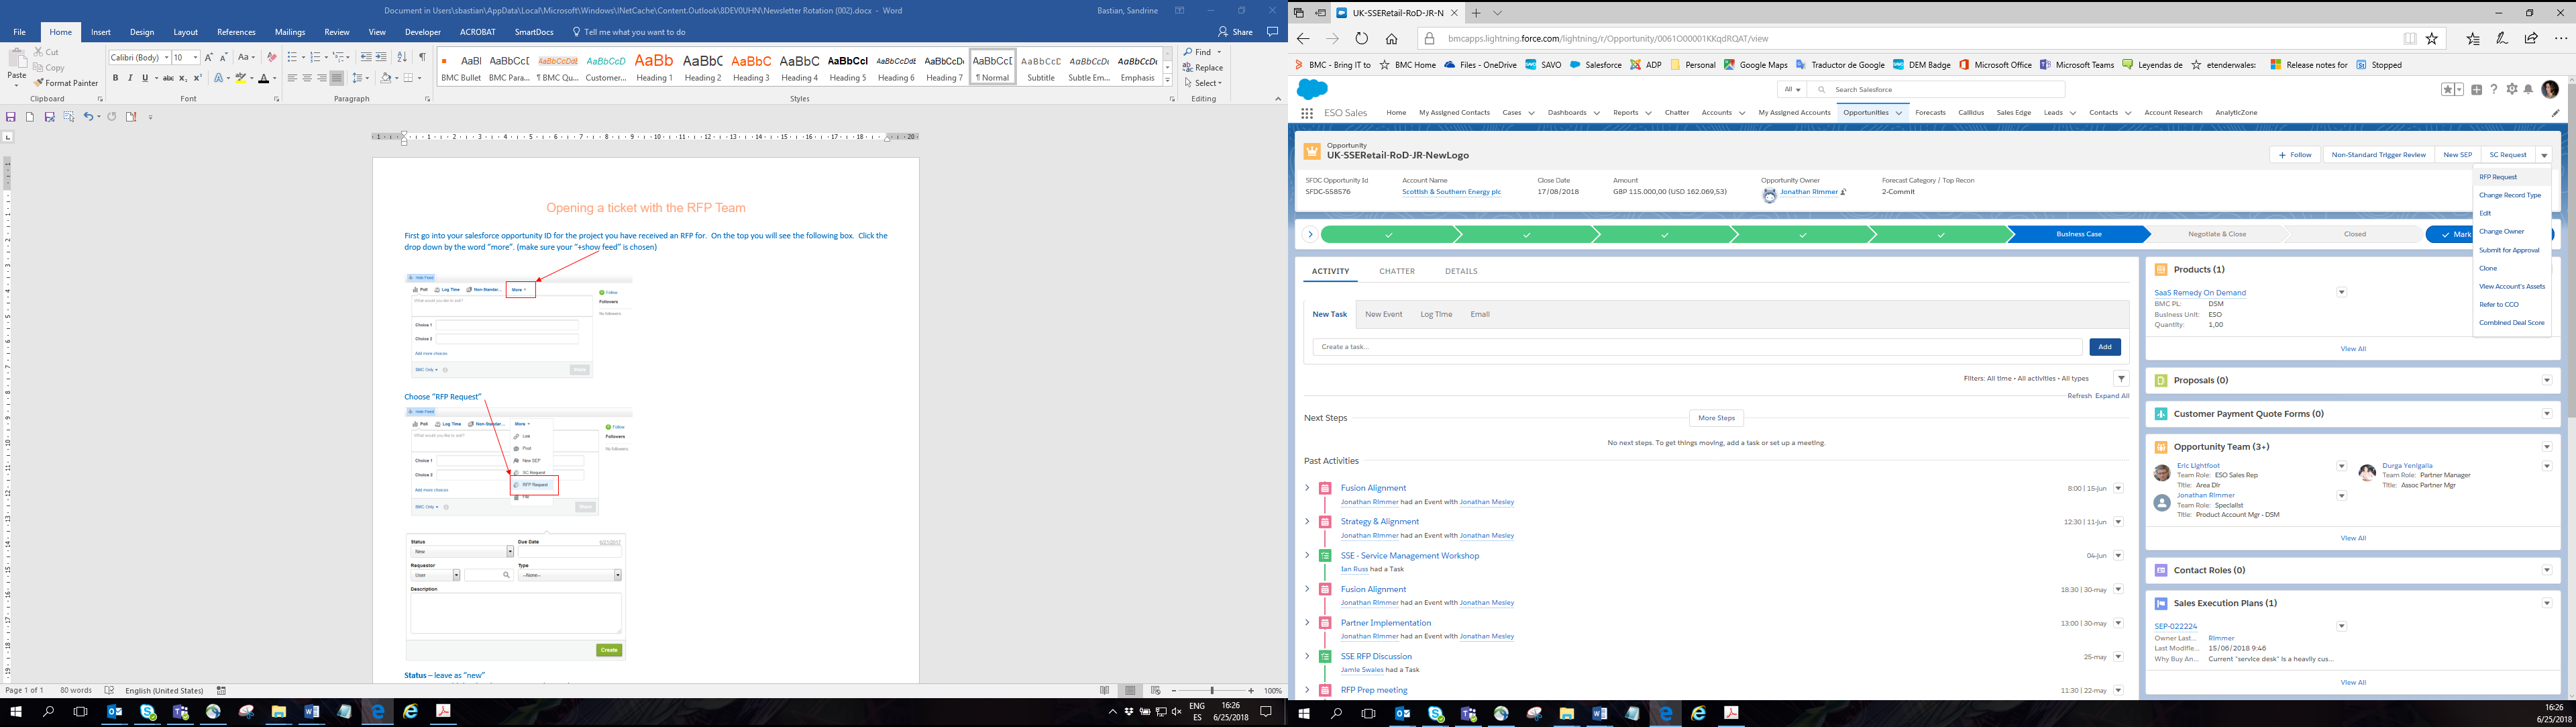 Document in Users\sbastian\AppData\Local\Microsoft\Windows\INetCache\Content.Outlook\8DEV0UHN\Newsletter Rotation (002).docx - Word
Bastian, Sandrine
File Home Insert Design Layout References Mailings Review View Developer ACROBAT SmartDocs Tell me what you want to do
Share
Paste
Cut
Copy
Format Painter
Clipboard
Calibri (Body) 10
Font
Paragraph
BMC Bullet BMC Para... ¶ BMC Qu... Customer... Heading 1 Heading 2 Heading 3 Heading 4 Heading 5 Heading 6 Heading 7 ¶ Normal Subtitle Subtle Em... Emphasis
Styles
Find
Replace
Select
Editing
Opening a ticket with the RFP Team
First go into your salesforce opportunity ID for the project you have received an RFP for. On the top you will see the following box. Click the
drop down by the word “more”. (make sure your “+show feed” is chosen)
Hide Feed
Poll Log Time Non-Standar... More
What would you like to ask?
Follow
Followers
No followers.
Choice 1
Choice 2
Add more choices
BMC Only
Share
Choose “RFP Request”
Hide Feed
Poll Log Time Non-Standar... More
What would you like to ask?
Link
Post
New SEP
SC Request
RFP Request
File
Follow
Followers
No followers.
Choice 1
Choice 2
Add more choices
BMC Only
Share
Status Due Date 6/21/2017
New
Requestor Type
User --None--
Description
Create
Status – leave as “new”
Page 1 of 1 80 words English (United States)
100%
ENG
ES
16:26
6/25/2018
UK-SSERetail-RoD-JR-N
bmcapps.lightning.force.com/lightning/r/Opportunity/0061O00001KKqdRQAT/view
BMC - Bring IT to BMC Home Files - OneDrive SAVO Salesforce ADP Personal Google Maps Traductor de Google DEM Badge Microsoft Office Microsoft Teams Leyendas de etenderwales: Release notes for Stopped
All Search Salesforce
ESO Sales Home My Assigned Contacts Cases Dashboards Reports Chatter Accounts My Assigned Accounts Opportunities Forecasts Callidus Sales Edge Leads Contacts Account Research AnalyticZone
Opportunity
UK-SSERetail-RoD-JR-NewLogo
Follow Non-Standard Trigger Review New SEP SC Request
SFDC Opportunity Id Account Name Close Date Amount Opportunity Owner Forecast Category / Top Recon
SFDC-558576 Scottish & Southern Energy plc 17/08/2018 GBP 115.000,00 (USD 162.069,53) Jonathan Rimmer 2-Commit
RFP Request
Change Record Type
Edit
Change Owner
Submit for Approval
Clone
View Account's Assets
Refer to CCO
Combined Deal Score
Business Case Negotiate & Close Closed Mark
ACTIVITY CHATTER DETAILS
New Task New Event Log Time Email
Create a task... Add
Filters: All time • All activities • All types
Refresh Expand All
Next Steps
More Steps
No next steps. To get things moving, add a task or set up a meeting.
Past Activities
Fusion Alignment 8:00 | 15-jun
Jonathan Rimmer had an Event with Jonathan Mesley
Strategy & Alignment 12:30 | 11-jun
Jonathan Rimmer had an Event with Jonathan Mesley
SSE - Service Management Workshop 04-jun
Ian Russ had a Task
Fusion Alignment 18:30 | 30-may
Jonathan Rimmer had an Event with Jonathan Mesley
Partner Implementation 13:00 | 30-may
Jonathan Rimmer had an Event with Jonathan Mesley
SSE RFP Discussion 25-may
Jamie Swales had a Task
RFP Prep meeting 11:30 | 22-may
Products (1)
SaaS Remedy On Demand
BMC PL: DSM
Business Unit: ESO
Quantity: 1,00
View All
Proposals (0)
Customer Payment Quote Forms (0)
Opportunity Team (3+)
Eric Lightfoot
Team Role: ESO Sales Rep
Title: Area Dir
Durga Yenigalla
Team Role: Partner Manager
Title: Assoc Partner Mgr
Jonathan Rimmer
Team Role: Specialist
Title: Product Account Mgr - DSM
View All
Contact Roles (0)
Sales Execution Plans (1)
SEP-022224
Owner Last... Rimmer
Last Modifie... 15/06/2018 9:46
Why Buy An... Current "service desk" is a heavily cus...
View All
16:26
6/25/2018